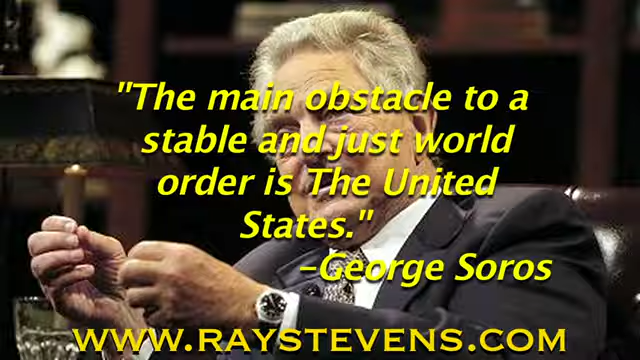 "The main obstacle to a
stable and just world
order is The United
States."
-George Soros
WWW.RAYSTEVENS.COM